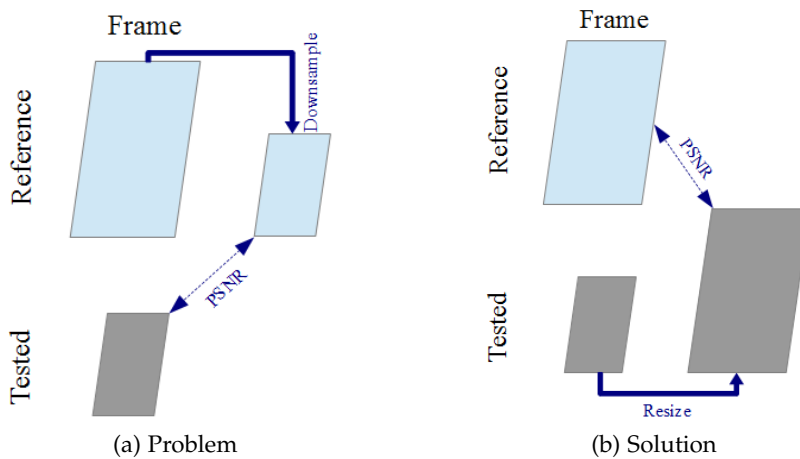 Frame
Reference
Downsample
PSNR
Tested
(a) Problem
Frame
Reference
PSNR
Tested
Resize
(b) Solution